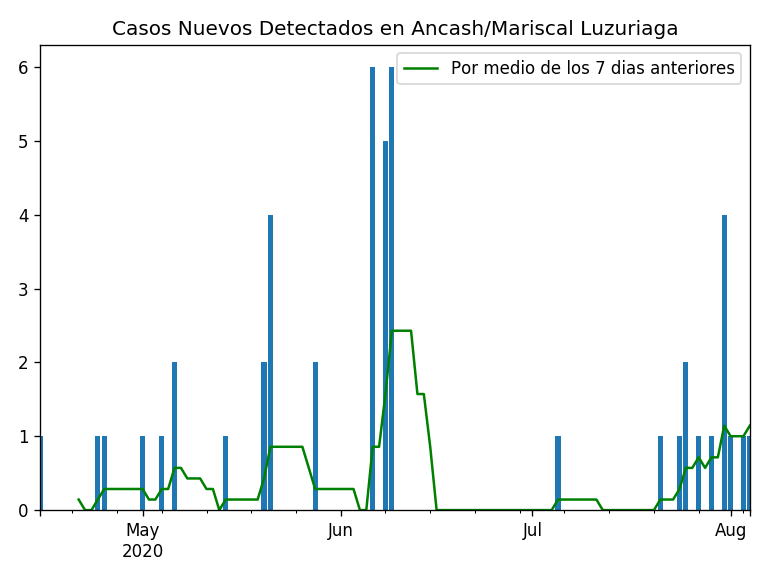 Casos Nuevos Detectados en Ancash/Mariscal Luzuriaga
Por medio de los 7 dias anteriores
6
5
4
3
2
1
0
May
2020
Jun
Jul
Aug